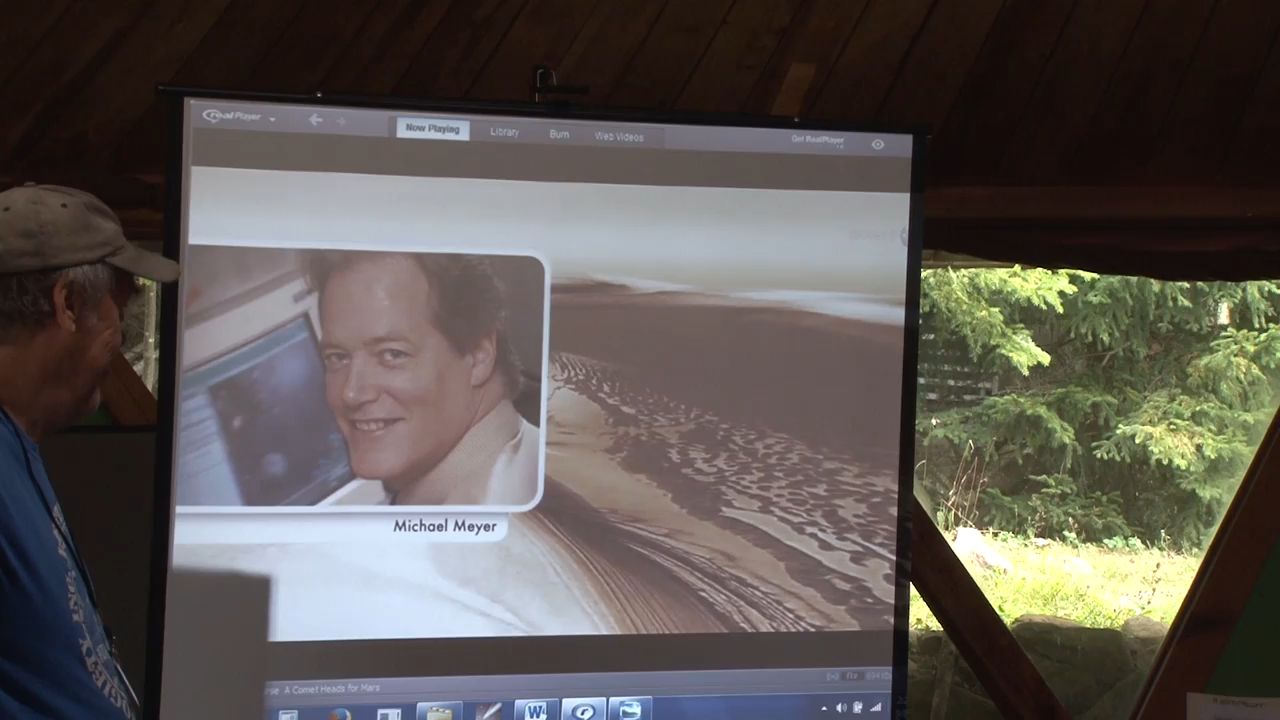 realPlayer
Now Playing
Library
Burn
Web Videos
Get RealPlayer
Michael Meyer
A Comet Heads for Mars
W